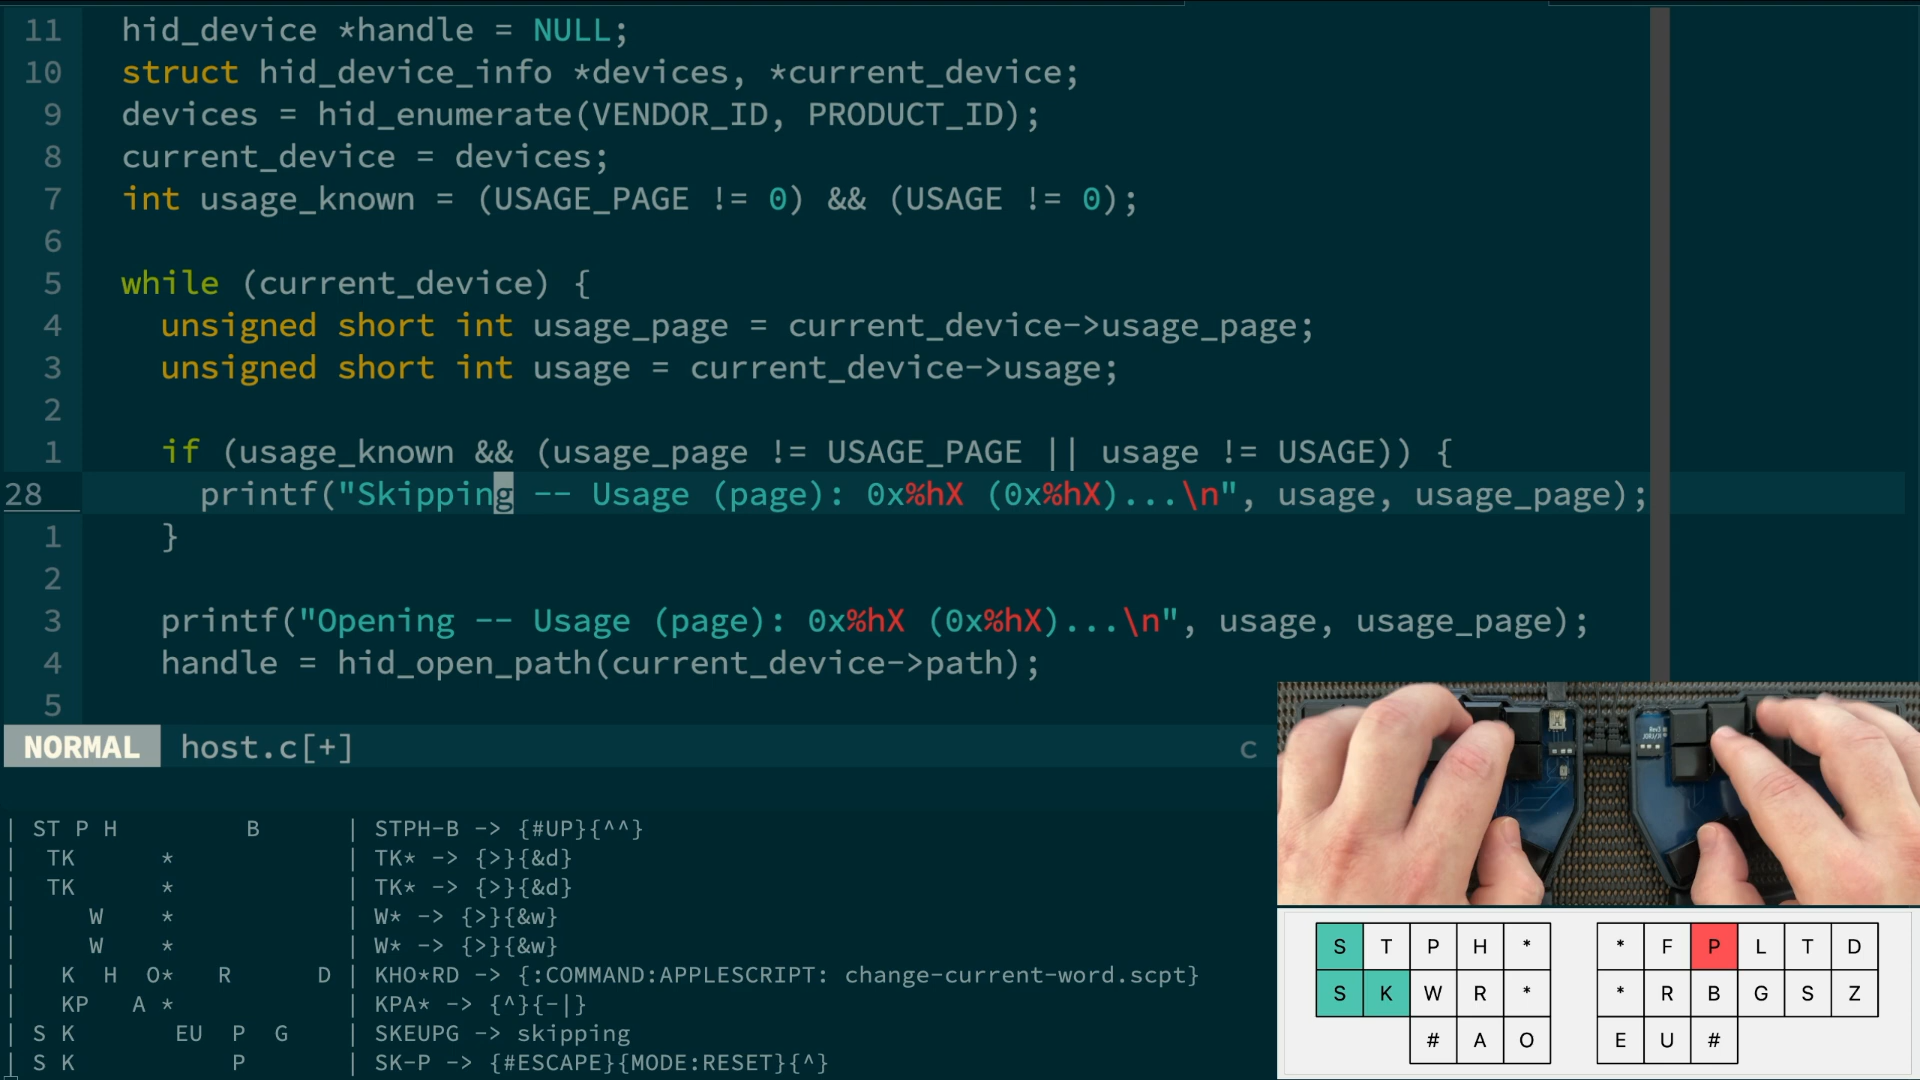 11 hid_device *handle = NULL;
10 struct hid_device_info *devices, *current_device;
9 devices = hid_enumerate(VENDOR_ID, PRODUCT_ID);
8 current_device = devices;
7 int usage_known = (USAGE_PAGE != 0) && (USAGE != 0);
6
5 while (current_device) {
4 unsigned short int usage_page = current_device->usage_page;
3 unsigned short int usage = current_device->usage;
2
1 if (usage_known && (usage_page != USAGE_PAGE || usage != USAGE)) {
28 printf("Skipping -- Usage (page): 0x%hX (0x%hX)...\n", usage, usage_page);
1 }
2
3 printf("Opening -- Usage (page): 0x%hX (0x%hX)...\n", usage, usage_page);
4 handle = hid_open_path(current_device->path);
5
NORMAL host.c[+] c
| ST P H B | STPH-B -> {#UP}{^^}
| TK * | TK* -> {>}{&d}
| TK * | TK* -> {>}{&d}
| W * | W* -> {>}{&w}
| W * | W* -> {>}{&w}
| K H O* R D | KHO*RD -> {:COMMAND:APPLESCRIPT: change-current-word.scpt}
| KP A * | KPA* -> {^}{-|}
| S K EU P G | SKEUPG -> skipping
| S K P | SK-P -> {#ESCAPE}{MODE:RESET}{^}
S T P H * * F P L T D
S K W R * * R B G S Z
# A O E U #